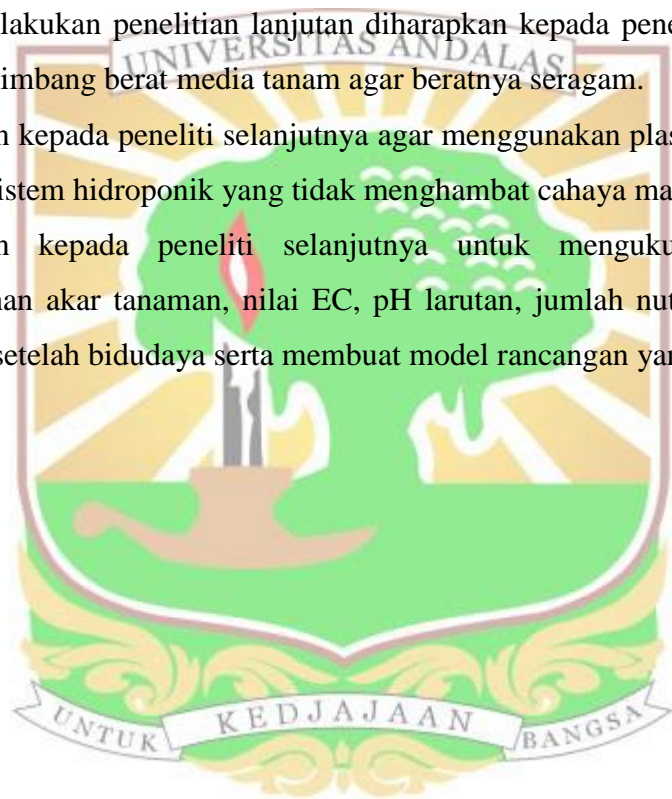 lakukan penelitian lanjutan diharapkan kepada pene
UNIVERSITAS ANDALAS
imbang berat media tanam agar beratnya seragam.
n kepada peneliti selanjutnya agar menggunakan plas
sistem hidroponik yang tidak menghambat cahaya ma
n kepada peneliti selanjutnya untuk menguku
nan akar tanaman, nilai EC, pH larutan, jumlah nut
setelah bidudaya serta membuat model rancangan yan
UNTUK KEDJAJAAN BANGSA